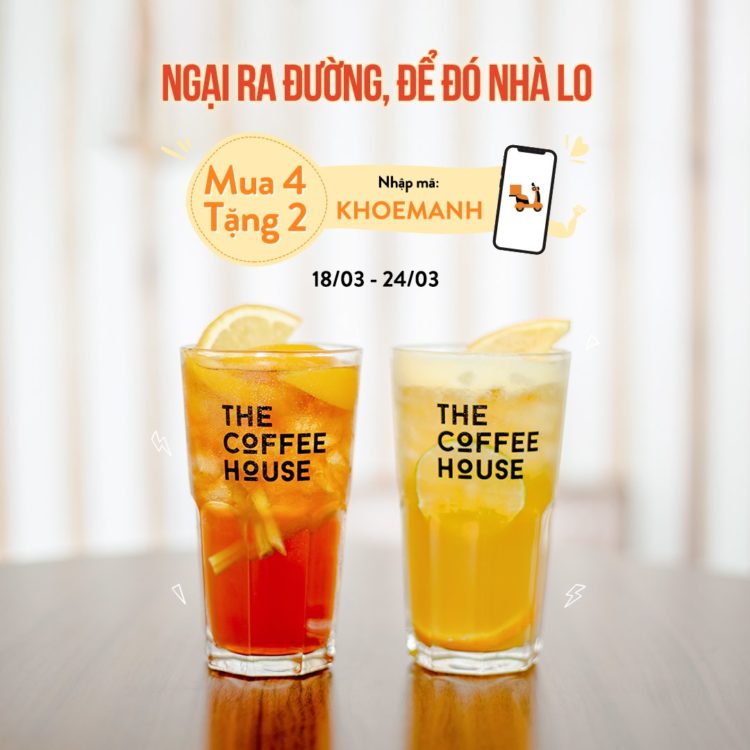 NGẠI RA ĐƯỜNG, ĐỂ ĐÓ NHÀ LO
Mua 4
Tặng 2
Nhập mã:
KHOEMANH
18/03 - 24/03
THE
COFFEE
HOUSE
THE
COFFEE
HOUSE